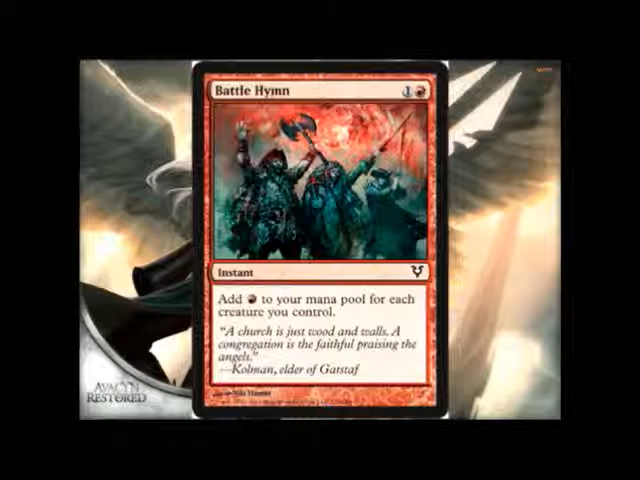 Battle Hymn
1
Instant
Add to your mana pool for each
creature you control.
"A church is just wood and walls. A
congregation is the faithful praising the
angels."
—Kolman, elder of Gatstaf
AVACYN
RESTORED